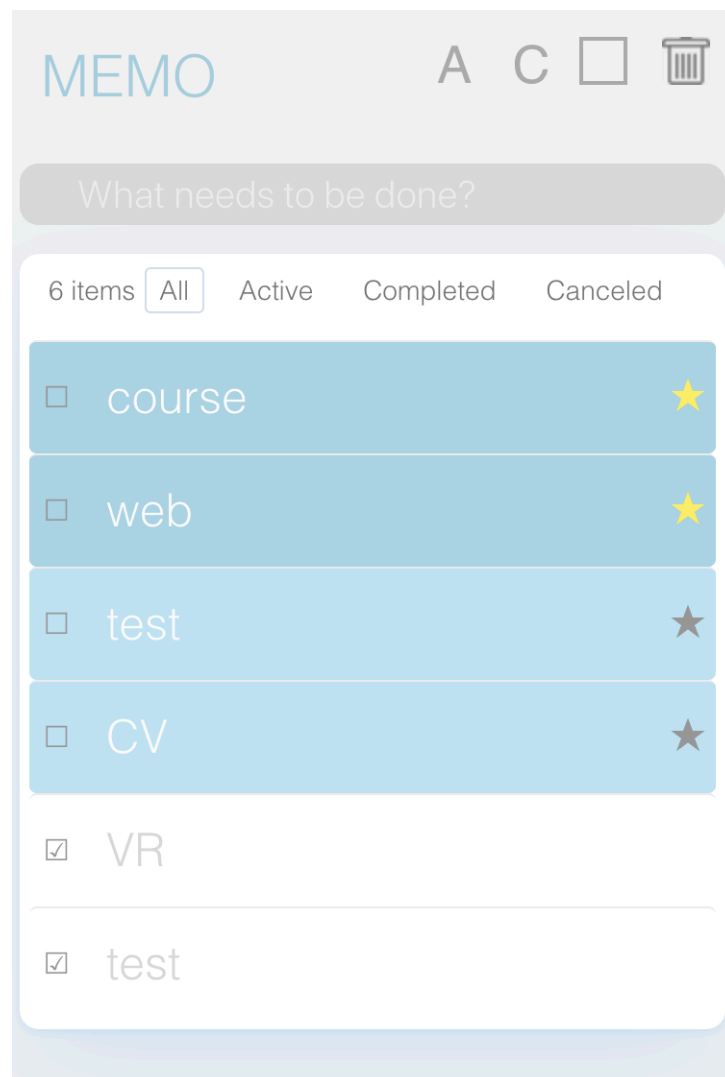 MEMO
A C
What needs to be done?
6 items All Active Completed Canceled
course
web
test
CV
VR
test